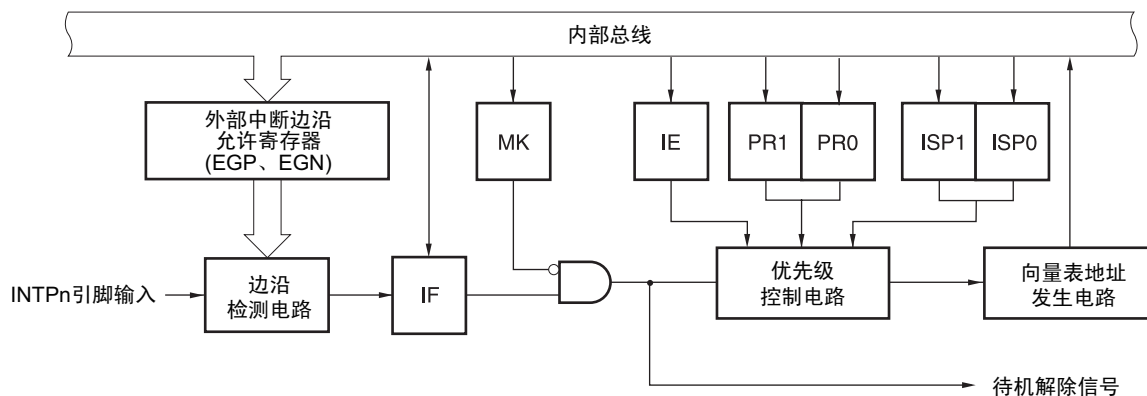 内部总线
外部中断边沿
允许寄存器
(EGP、EGN)
MK
IE
PR1
PR0
ISP1
ISP0
INTPn引脚输入
边沿
检测电路
IF
优先级
控制电路
向量表地址
发生电路
待机解除信号